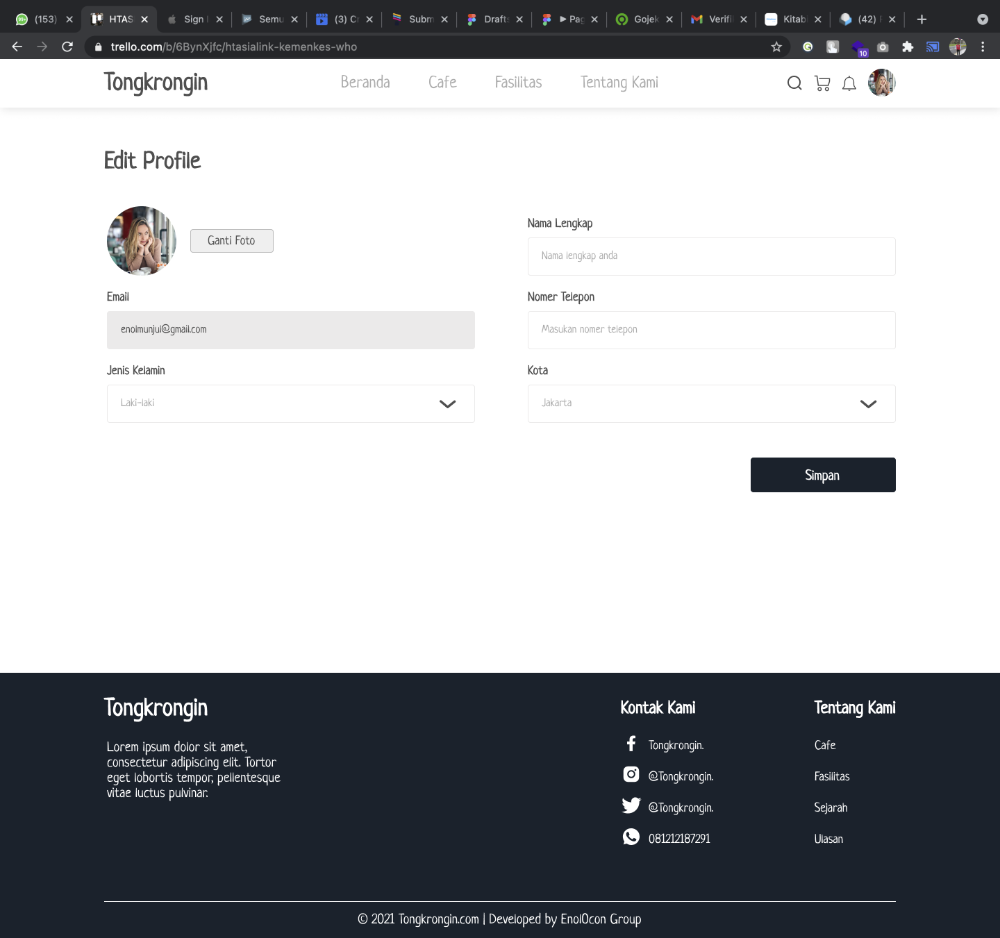 (153)
HTAS
Sign I
Semu
(3) Cr
Subm
Drafts
Pag
Gojek
Verifi
Kitab
(42) F
trello.com/b/6BynXjfc/htasialink-kemenkes-who
10
Tongkrongin
Beranda
Cafe
Fasilitas
Tentang Kami
Edit Profile
Ganti Foto
Nama Lengkap
Nama lengkap anda
Email
enolmunjul@gmail.com
Nomer Telepon
Masukan nomer telepon
Jenis Kelamin
Laki-laki
Kota
Jakarta
Simpan
Tongkrongin
Lorem ipsum dolor sit amet,
consectetur adipiscing elit. Tortor
eget lobortis tempor, pellentesque
vitae luctus pulvinar.
Kontak Kami
Tongkrongin.
@Tongkrongin.
@Tongkrongin.
081212187291
Tentang Kami
Cafe
Fasilitas
Sejarah
Ulasan
© 2021 Tongkrongin.com | Developed by EnolOcon Group